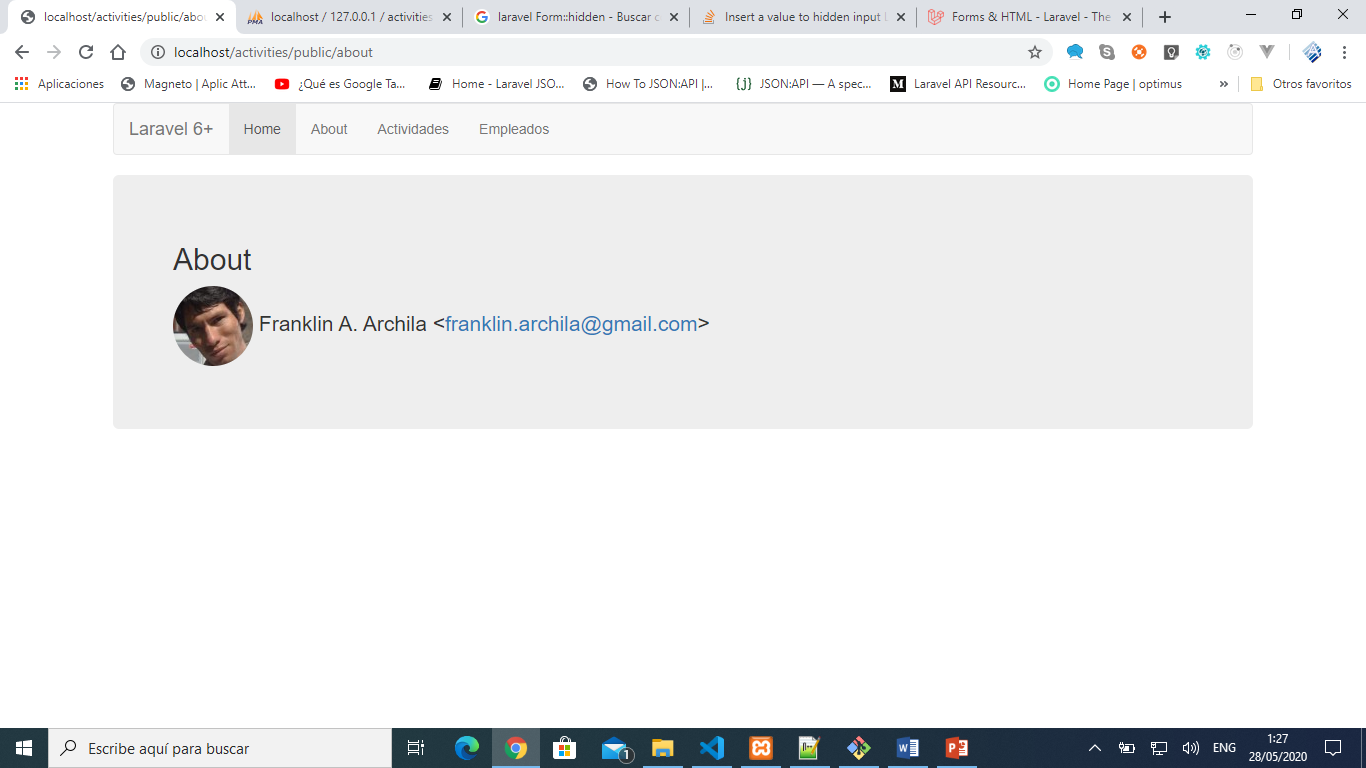 localhost/activities/public/abou
localhost / 127.0.0.1 / activities
laravel Form::hidden - Buscar c
Insert a value to hidden input L
Forms & HTML - Laravel - The
localhost/activities/public/about
Aplicaciones
Magneto | Aplic Att...
¿Qué es Google Ta...
Home - Laravel JSO...
How To JSON:API |...
{j} JSON:API — A spec...
M Laravel API Resourc...
Home Page | optimus
» Otros favoritos
Laravel 6+ Home About Actividades Empleados
About
Franklin A. Archila <franklin.archila@gmail.com>
Escribe aquí para buscar
1
ENG
1:27
28/05/2020